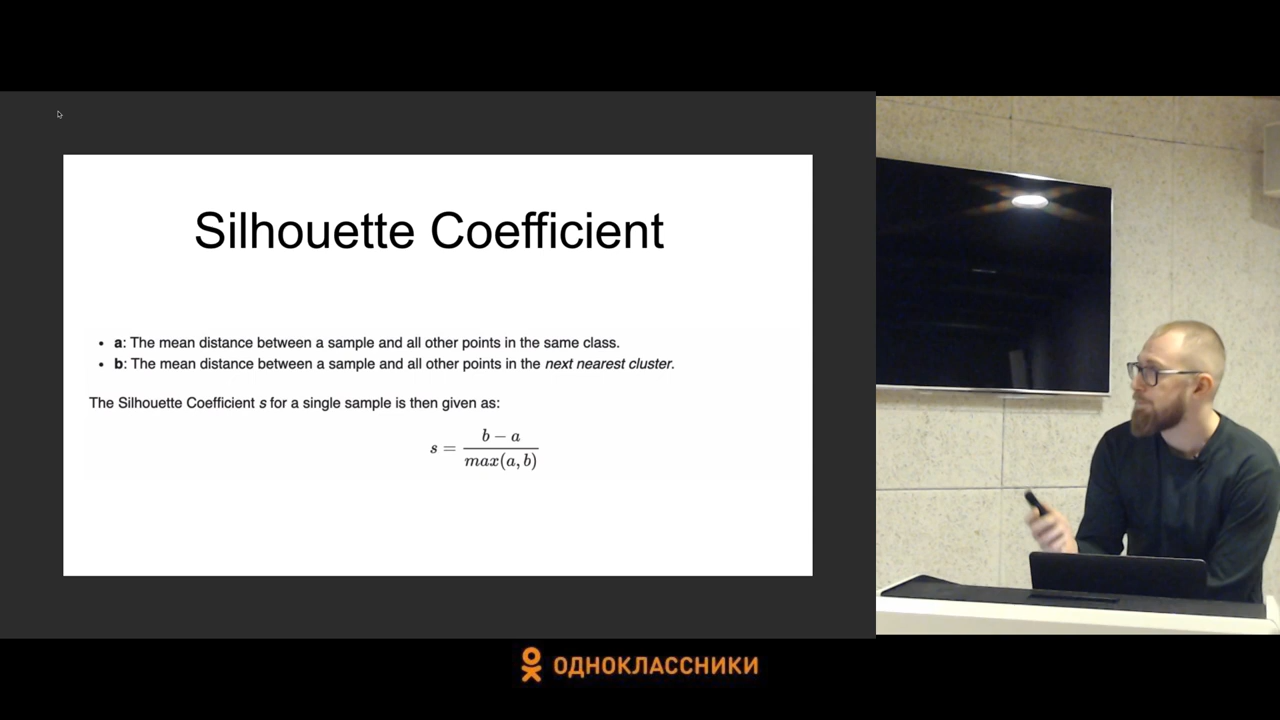 Silhouette Coefficient
• a: The mean distance between a sample and all other points in the same class.
• b: The mean distance between a sample and all other points in the next nearest cluster.
The Silhouette Coefficient s for a single sample is then given as:
s = \frac{b - a}{max(a, b)}
ОДНОКЛАССНИКИ